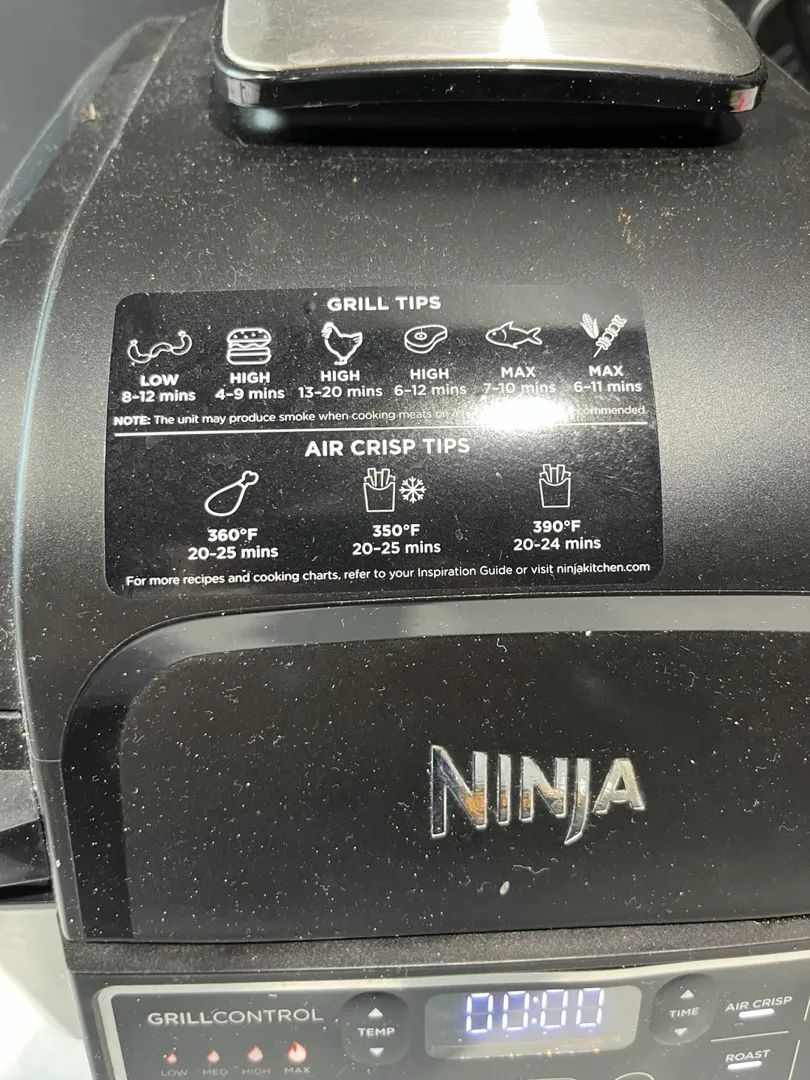 GRILL TIPS
LOW HIGH HIGH HIGH MAX MAX
8-12 mins 4-9 mins 13-20 mins 6-12 mins 7-10 mins 6-11 mins
NOTE: The unit may produce smoke when cooking meats on
AIR CRISP TIPS
360°F 350°F 390°F
20-25 mins 20-25 mins 20-24 mins
For more recipes and cooking charts, refer to your Inspiration Guide or visit ninjakitchen.com
NINJA
GRILLCONTROL TEMP 00:00 TIME AIR CRISP
LOW MED HIGH MAX ROAST